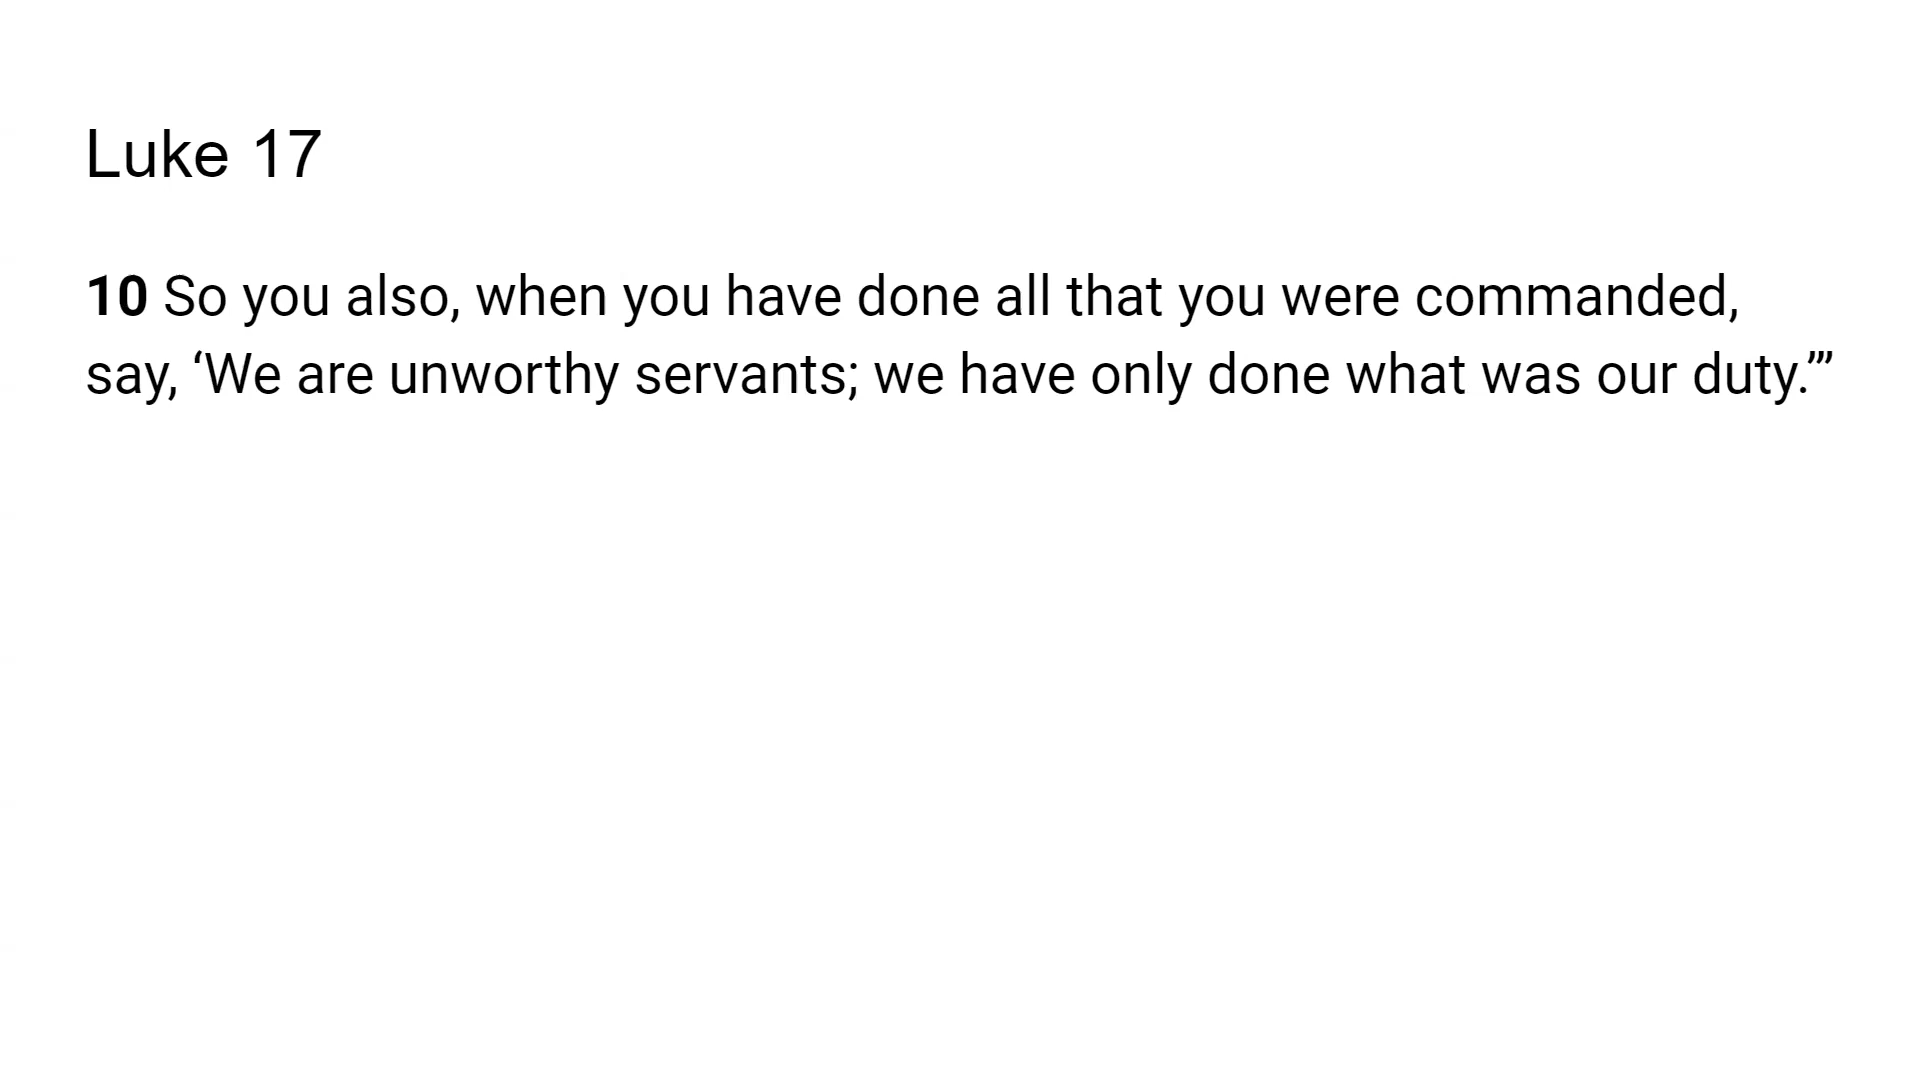 Luke 17
10 So you also, when you have done all that you were commanded,
say, ‘We are unworthy servants; we have only done what was our duty.’”